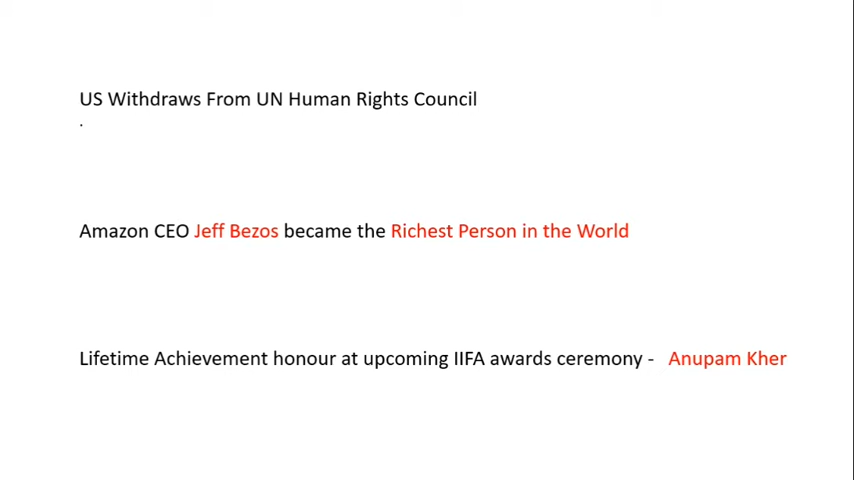 US Withdraws From UN Human Rights Council
.
Amazon CEO Jeff Bezos became the Richest Person in the World
Lifetime Achievement honour at upcoming IIFA awards ceremony - Anupam Kher